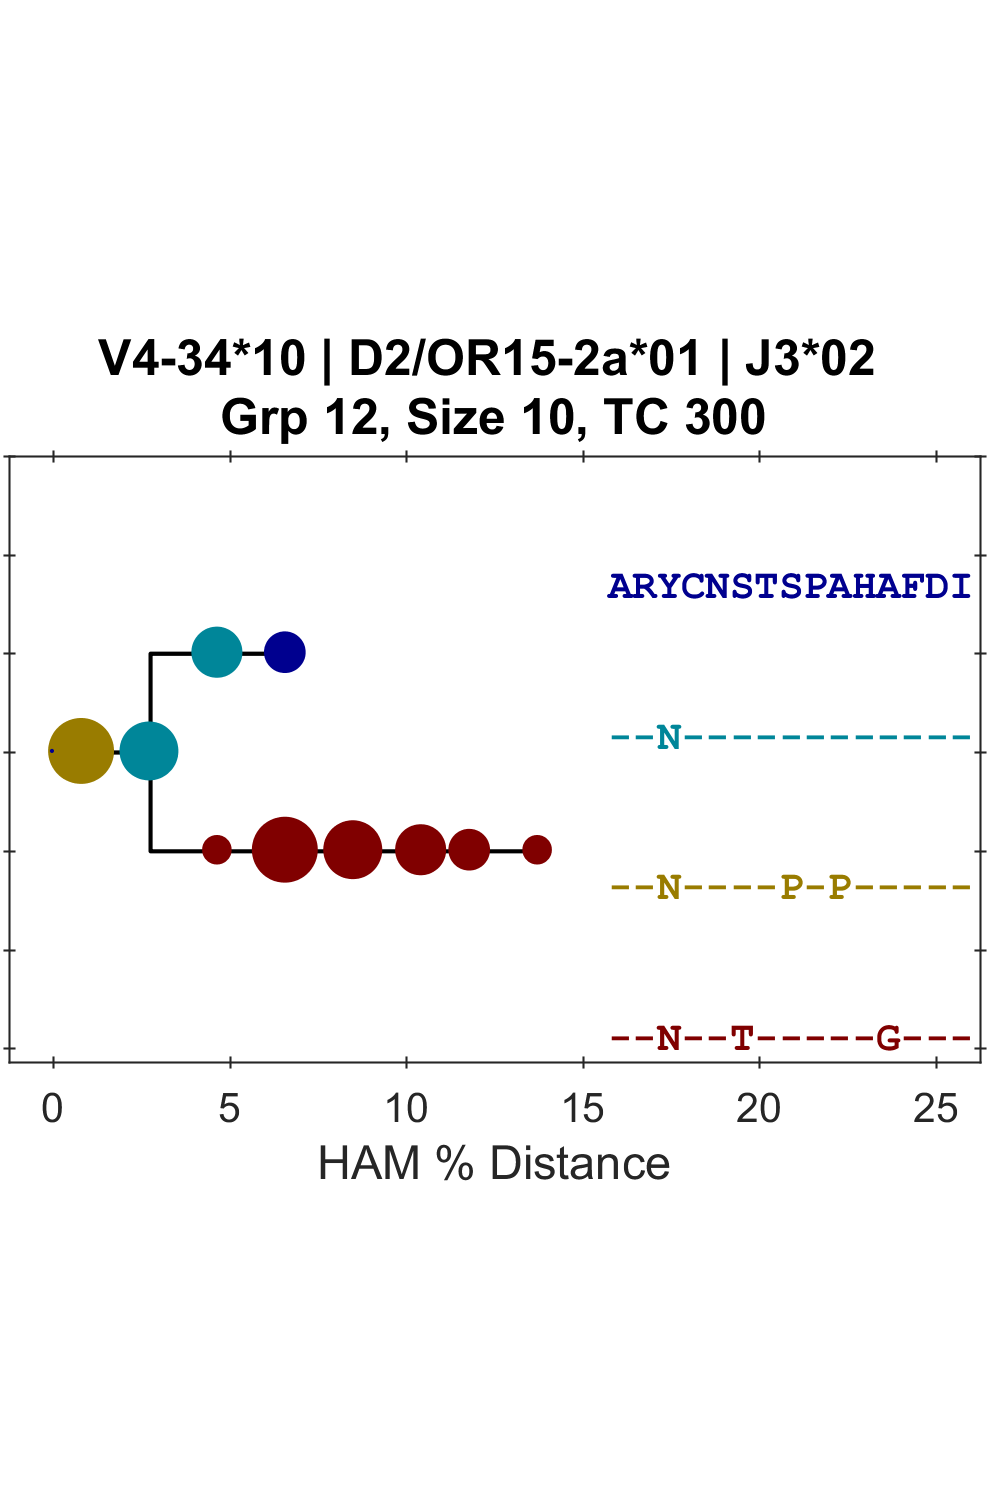 V4-34*10 | D2/OR15-2a*01 | J3*02
Grp 12, Size 10, TC 300
ARYCNSTSPAHAFDI
--N------------
--N----P-P-----
--N--T-----G---
0 5 10 15 20 25
HAM % Distance